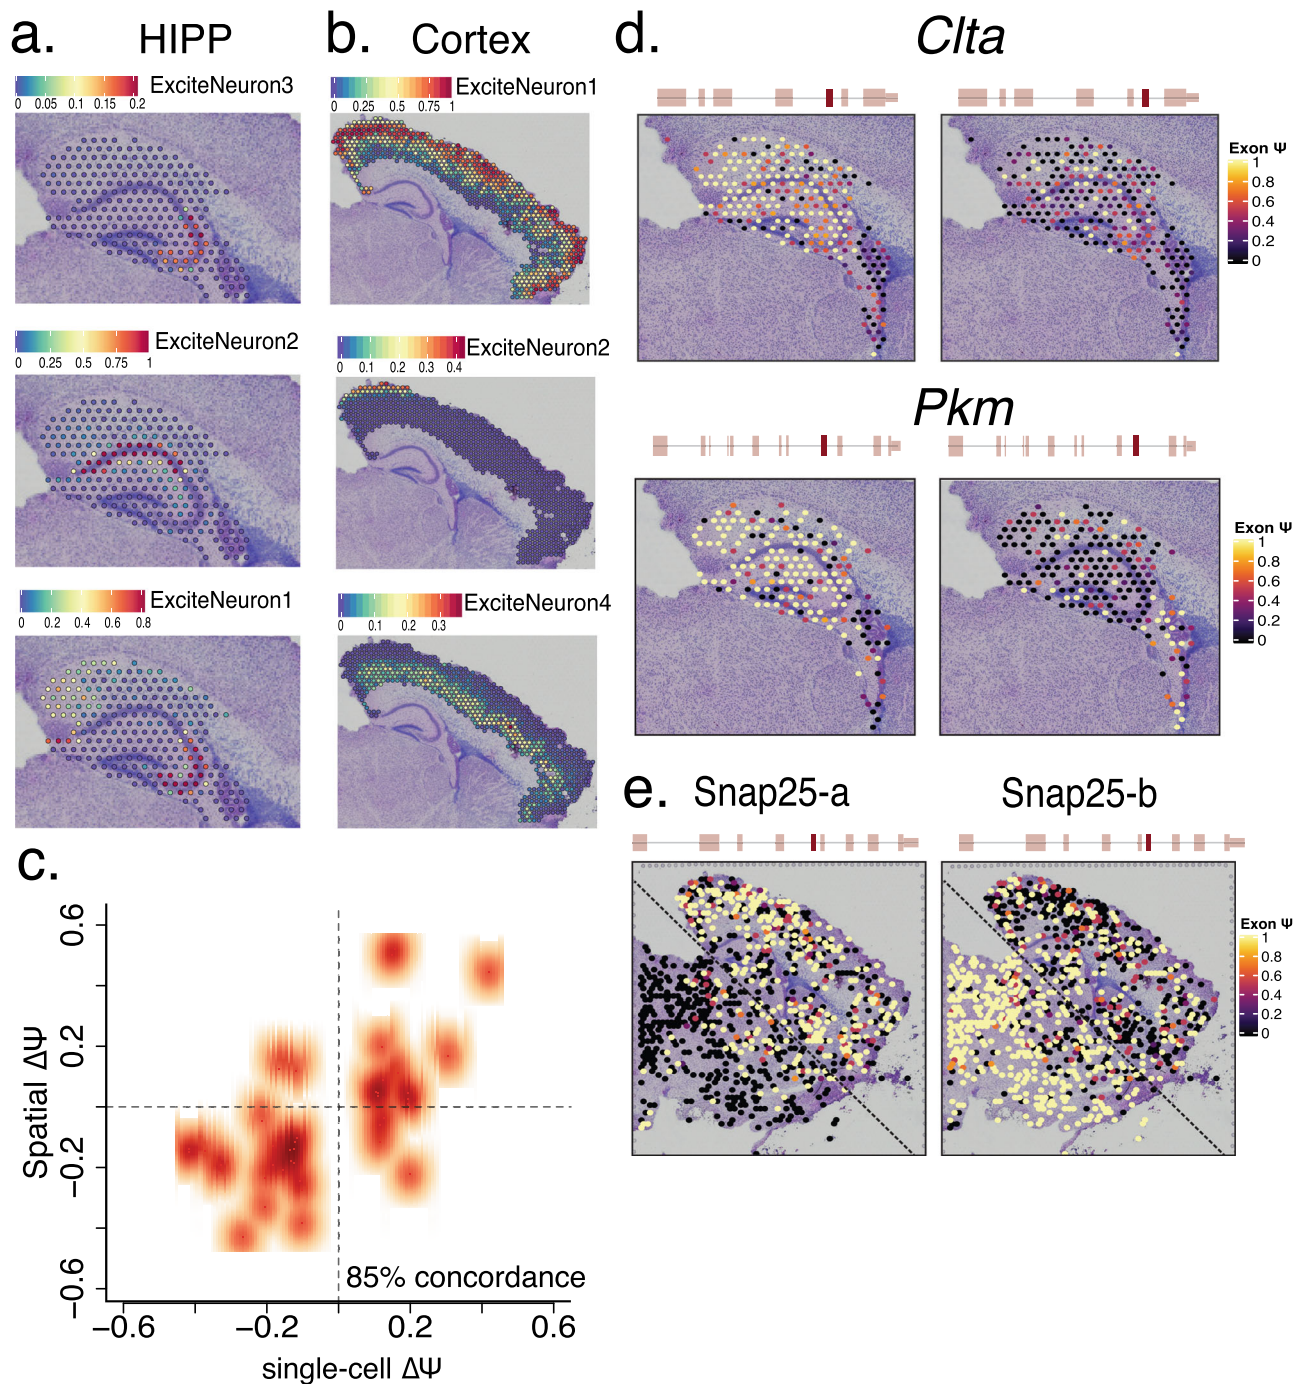 a. HIPP
ExciteNeuron3
0 0.05 0.1 0.15 0.2
ExciteNeuron2
0 0.25 0.5 0.75 1
ExciteNeuron1
0 0.2 0.4 0.6 0.8
b. Cortex
ExciteNeuron1
0 0.25 0.5 0.75 1
ExciteNeuron2
0 0.1 0.2 0.3 0.4
ExciteNeuron4
0 0.1 0.2 0.3
c.
Spatial ΔΨ
0.6
0.2
−0.2
−0.6
85% concordance
−0.6 −0.2 0.2 0.6
single-cell ΔΨ
d. Clta
Exon Ψ
1
0.8
0.6
0.4
0.2
0
Pkm
Exon Ψ
1
0.8
0.6
0.4
0.2
0
e. Snap25-a Snap25-b
Exon Ψ
1
0.8
0.6
0.4
0.2
0